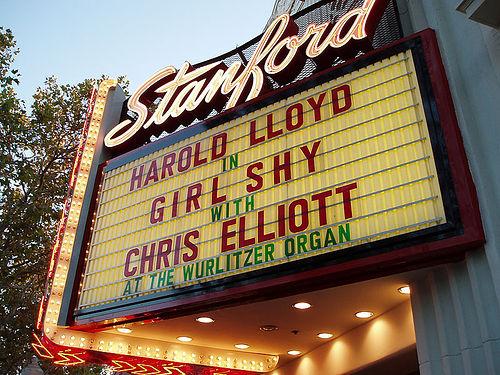 Stanford
HAROLD LLOYD
IN
GIRL SHY
WITH
CHRIS ELLIOTT
AT THE WURLITZER ORGAN